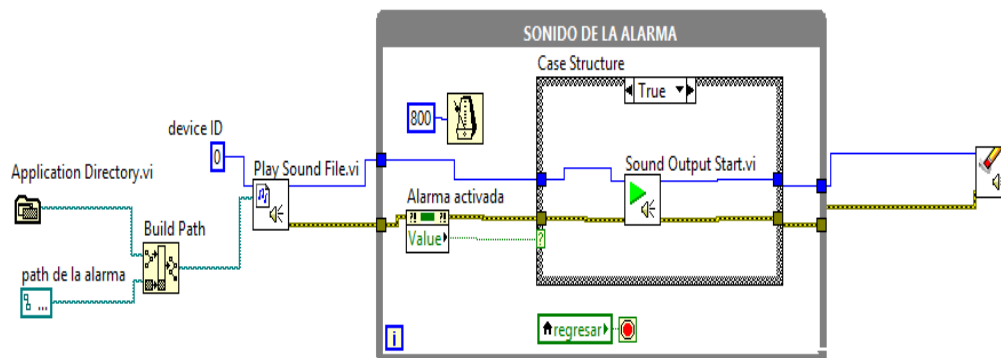 SONIDO DE LA ALARMA
Case Structure
True
800
device ID
0
Play Sound File.vi
Sound Output Start.vi
Application Directory.vi
Alarma activada
Build Path
Value
?! ?!
?
path de la alarma
...
regresar
i